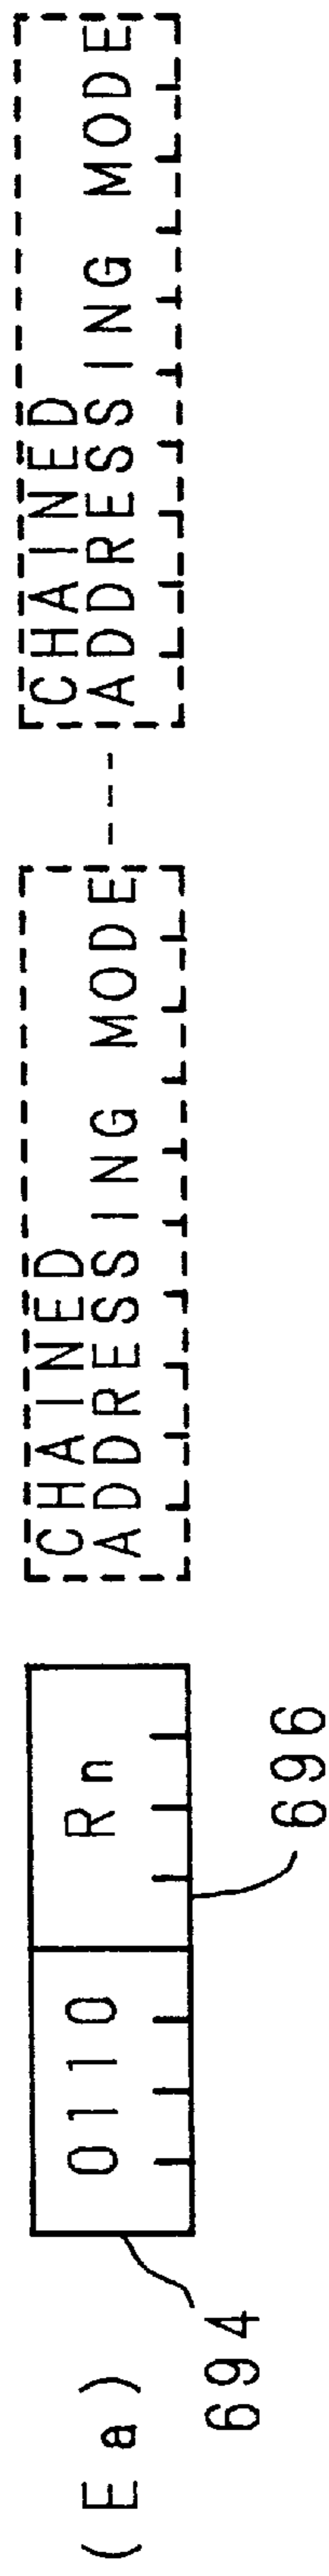 (Ea)
0110
Rn
CHAINED
ADDRESSING MODE
CHAINED
ADDRESSING MODE
694
696